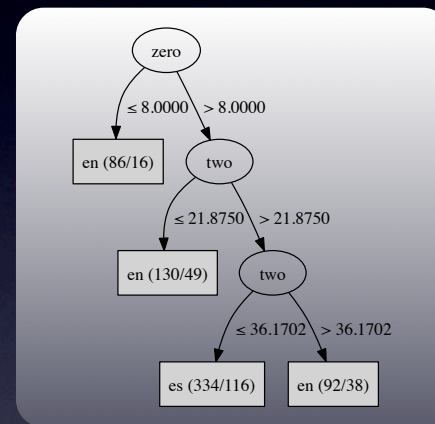 zero
≤ 8.0000 > 8.0000
en (86/16) two
≤ 21.8750 > 21.8750
en (130/49) two
≤ 36.1702 > 36.1702
es (334/116) en (92/38)